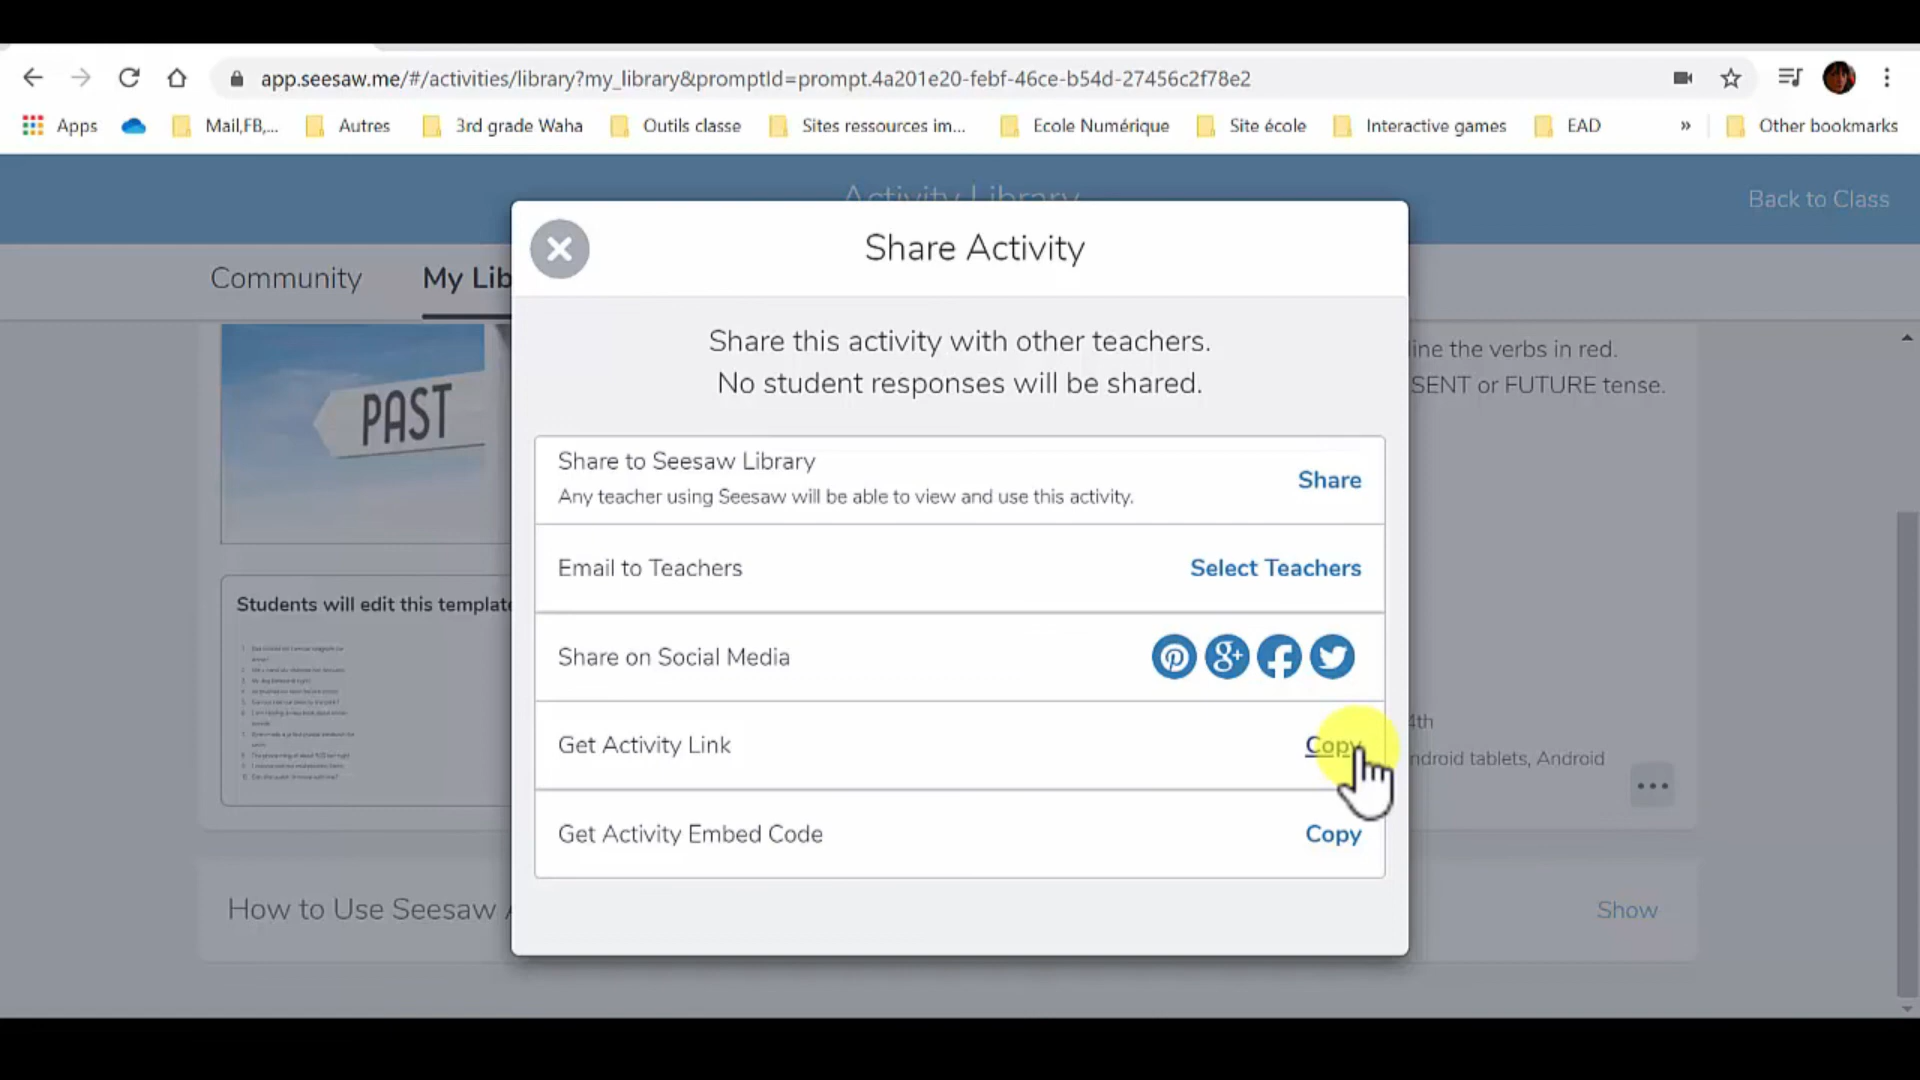 app.seesaw.me/#/activities/library?my_library&promptId=prompt.4a201e20-febf-46ce-b54d-27456c2f78e2
Apps Mail,FB,... Autres 3rd grade Waha Outils classe Sites ressources im... Ecole Numérique Site école Interactive games EAD » Other bookmarks
Activity Library
Back to Class
Community My Lib
Share Activity
Share this activity with other teachers.
No student responses will be shared.
Share to Seesaw Library
Any teacher using Seesaw will be able to view and use this activity.
Share
Email to Teachers Select Teachers
Share on Social Media
Get Activity Link Copy
Get Activity Embed Code Copy
PAST
Students will edit this template
line the verbs in red.
SENT or FUTURE tense.
4th
ndroid tablets, Android
How to Use Seesaw
Show